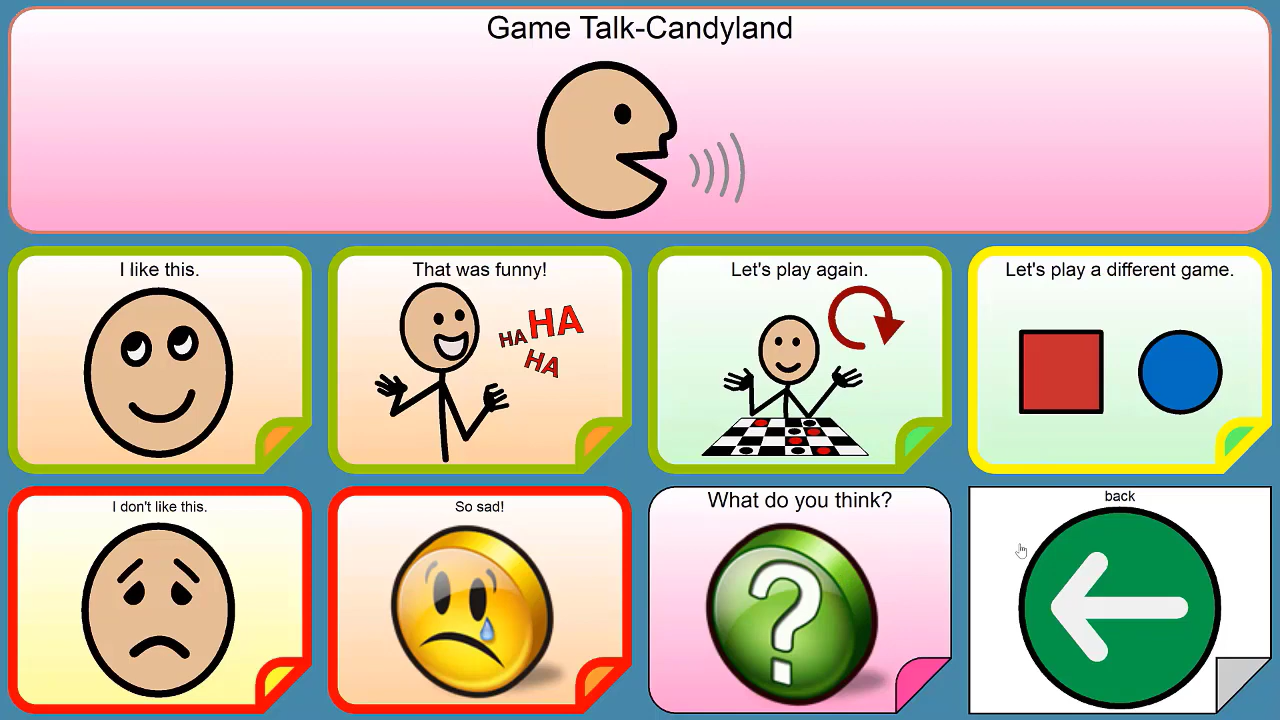 Game Talk-Candyland
I like this.
That was funny!
HA HA
HA
Let's play again.
Let's play a different game.
I don't like this.
So sad!
What do you think?
?
back